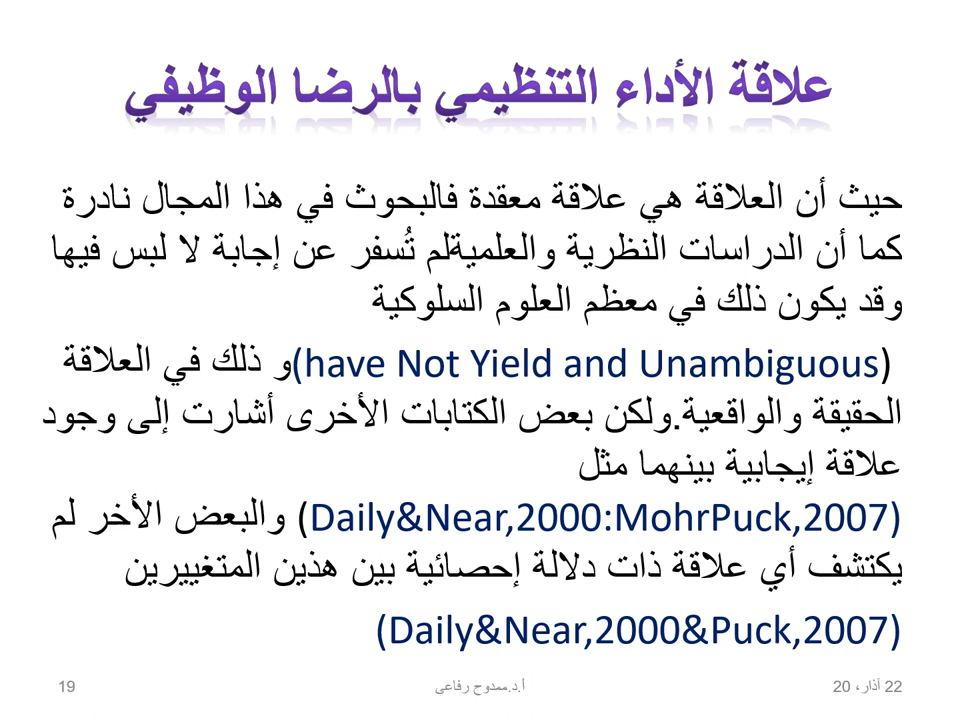 علاقة الأداء التنظيمي بالرضا الوظيفي
حيث أن العلاقة هي علاقة معقدة فالبحوث في هذا المجال نادرة
كما أن الدراسات النظرية والعلميةلم تُسفر عن إجابة لا لبس فيها
وقد يكون ذلك في معظم العلوم السلوكية
(have Not Yield and Unambiguous)و ذلك في العلاقة
الحقيقة والواقعية.ولكن بعض الكتابات الأخرى أشارت إلى وجود
علاقة إيجابية بينهما مثل
(Daily&Near,2000:MohrPuck,2007) والبعض الأخر لم
يكتشف أي علاقة ذات دلالة إحصائية بين هذين المتغييرين
(Daily&Near,2000&Puck,2007)
22 آذار، 20
أ.د.ممدوح رفاعى
19